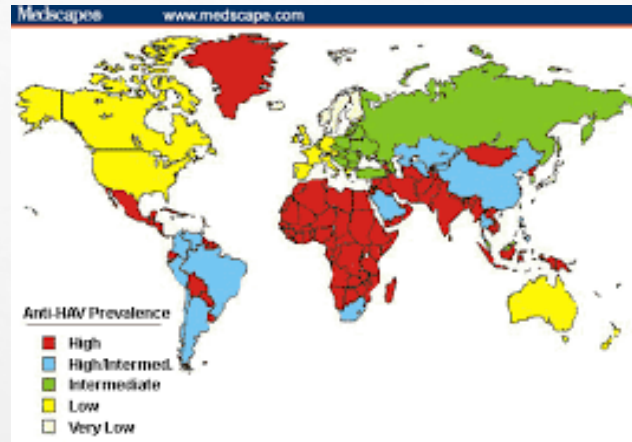 Medscape® www.medscape.com
Anti-HAV Prevalence
High
High/Intermed.
Intermediate
Low
Very Low